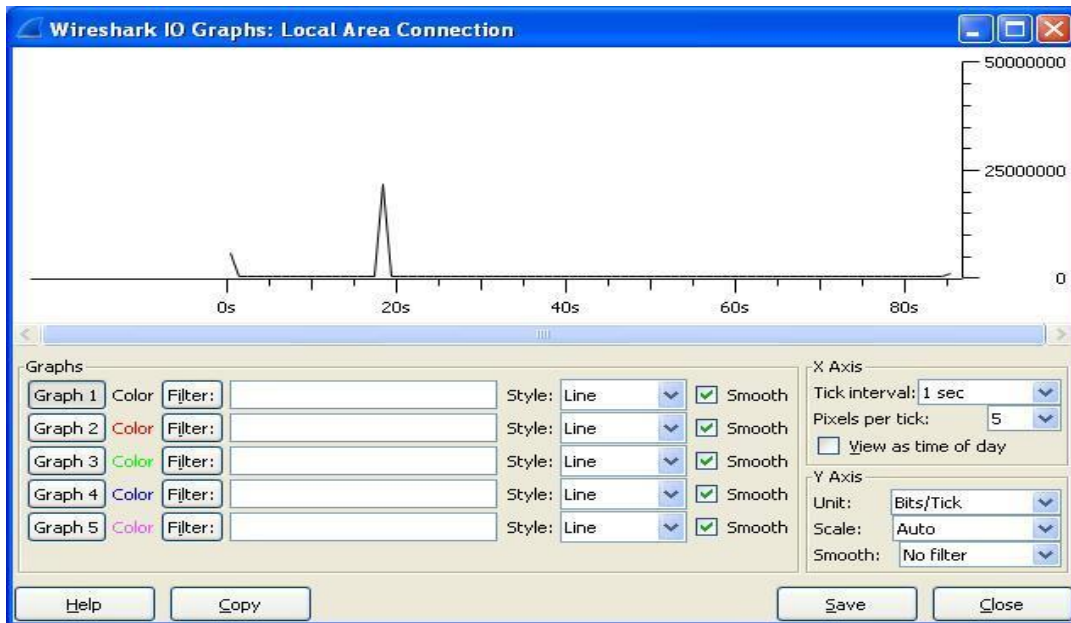 Wireshark IO Graphs: Local Area Connection
50000000
25000000
0
0s 20s 40s 60s 80s
Graphs
Graph 1 Color Filter: Style: Line Smooth
Graph 2 Color Filter: Style: Line Smooth
Graph 3 Color Filter: Style: Line Smooth
Graph 4 Color Filter: Style: Line Smooth
Graph 5 Color Filter: Style: Line Smooth
X Axis
Tick interval: 1 sec
Pixels per tick: 5
View as time of day
Y Axis
Unit: Bits/Tick
Scale: Auto
Smooth: No filter
Help Copy Save Close